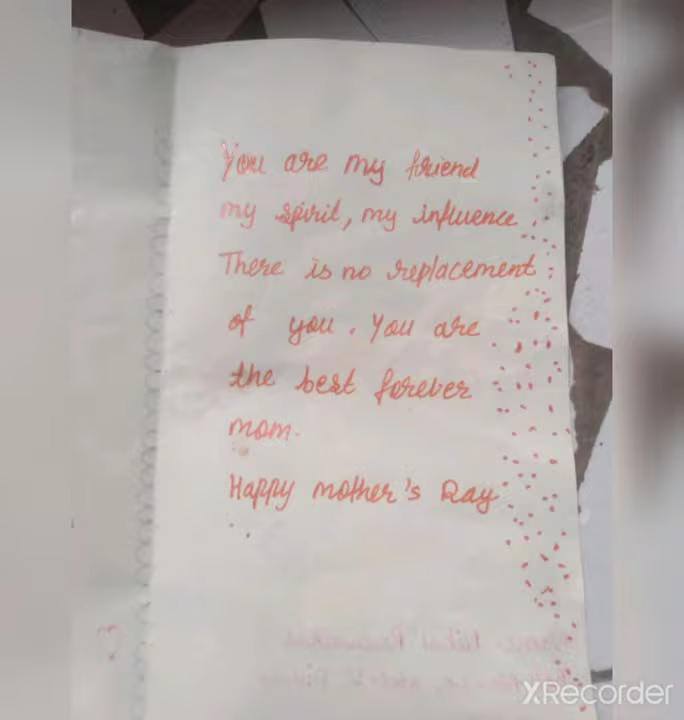 You are my friend
my spirit, my influence.
There is no replacement
of you. You are
the best forever
mom.
Happy mother's Day
XRecorder